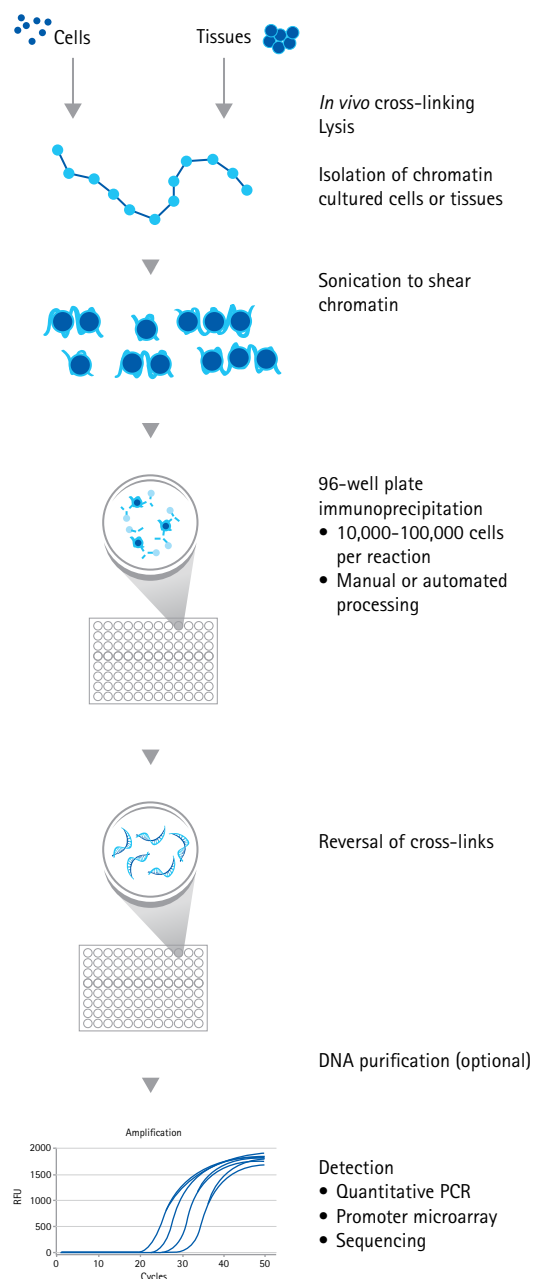 Cells
Tissues
In vivo cross-linking
Lysis
Isolation of chromatin
cultured cells or tissues
Sonication to shear
chromatin
96-well plate
immunoprecipitation
• 10,000-100,000 cells
per reaction
• Manual or automated
processing
Reversal of cross-links
DNA purification (optional)
Amplification
2000
1500
1000
500
0
RFU
0 10 20 30 40 50
Cycles
Detection
• Quantitative PCR
• Promoter microarray
• Sequencing